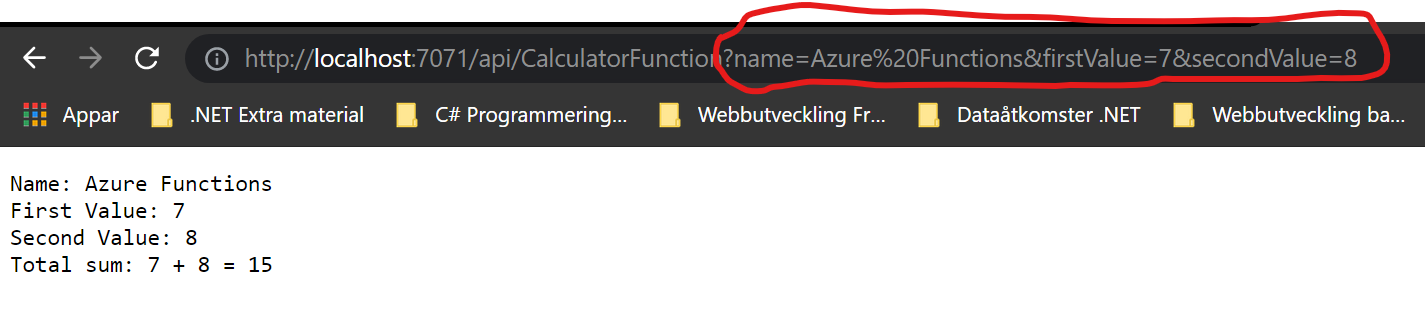 http://localhost:7071/api/CalculatorFunction?name=Azure%20Functions&firstValue=7&secondValue=8
Appar .NET Extra material C# Programmering... Webbutveckling Fr... Dataåtkomster .NET Webbutveckling ba...
Name: Azure Functions
First Value: 7
Second Value: 8
Total sum: 7 + 8 = 15